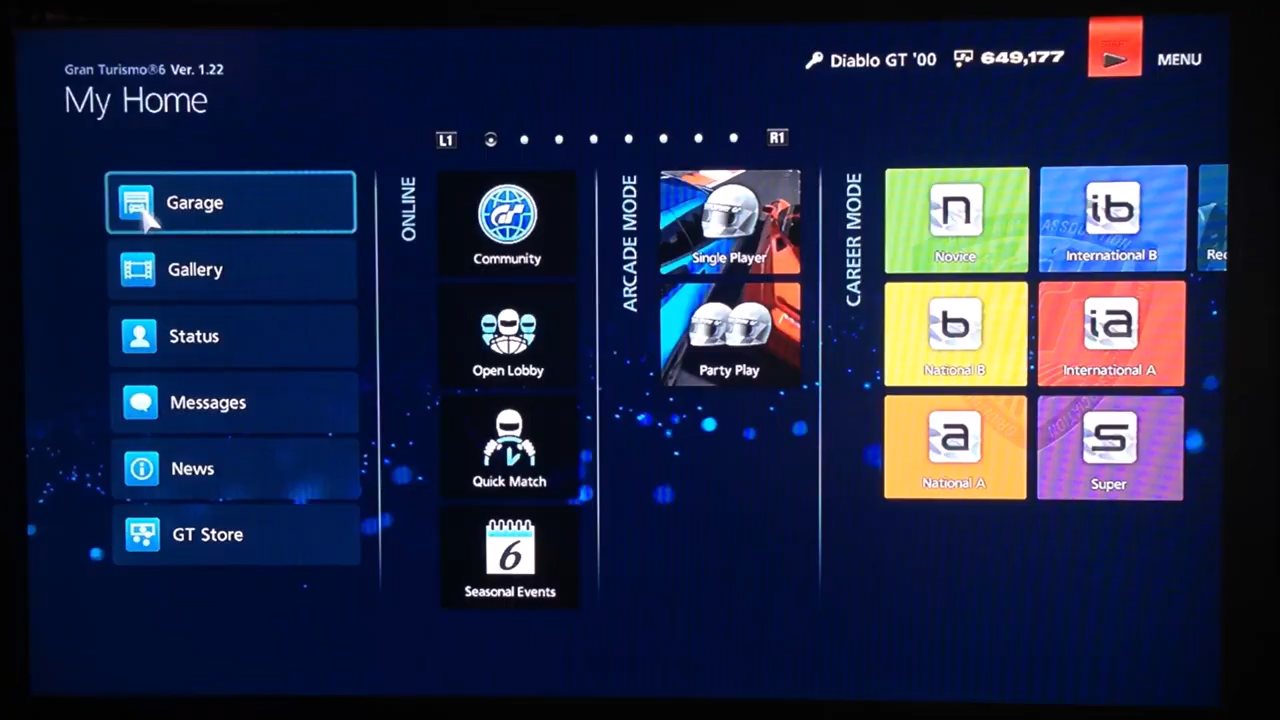 Gran Turismo®6 Ver. 1.22
My Home
Diablo GT '00
649,177
START
MENU
L1
R1
Garage
Gallery
Status
Messages
News
GT Store
ONLINE
Community
Open Lobby
Quick Match
6
Seasonal Events
ARCADE MODE
Single Player
Party Play
CAREER MODE
n
Novice
ib
International B
b
National B
ia
International A
a
National A
S
Super